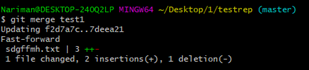 Nariman@DESKTOP-240Q2LP MINGW64 ~/Desktop/1/testrep (master)
$ git merge test1
Updating f2d7a7c..7deea21
Fast-forward
 sdgffmh.txt | 3 ++-
 1 file changed, 2 insertions(+), 1 deletion(-)